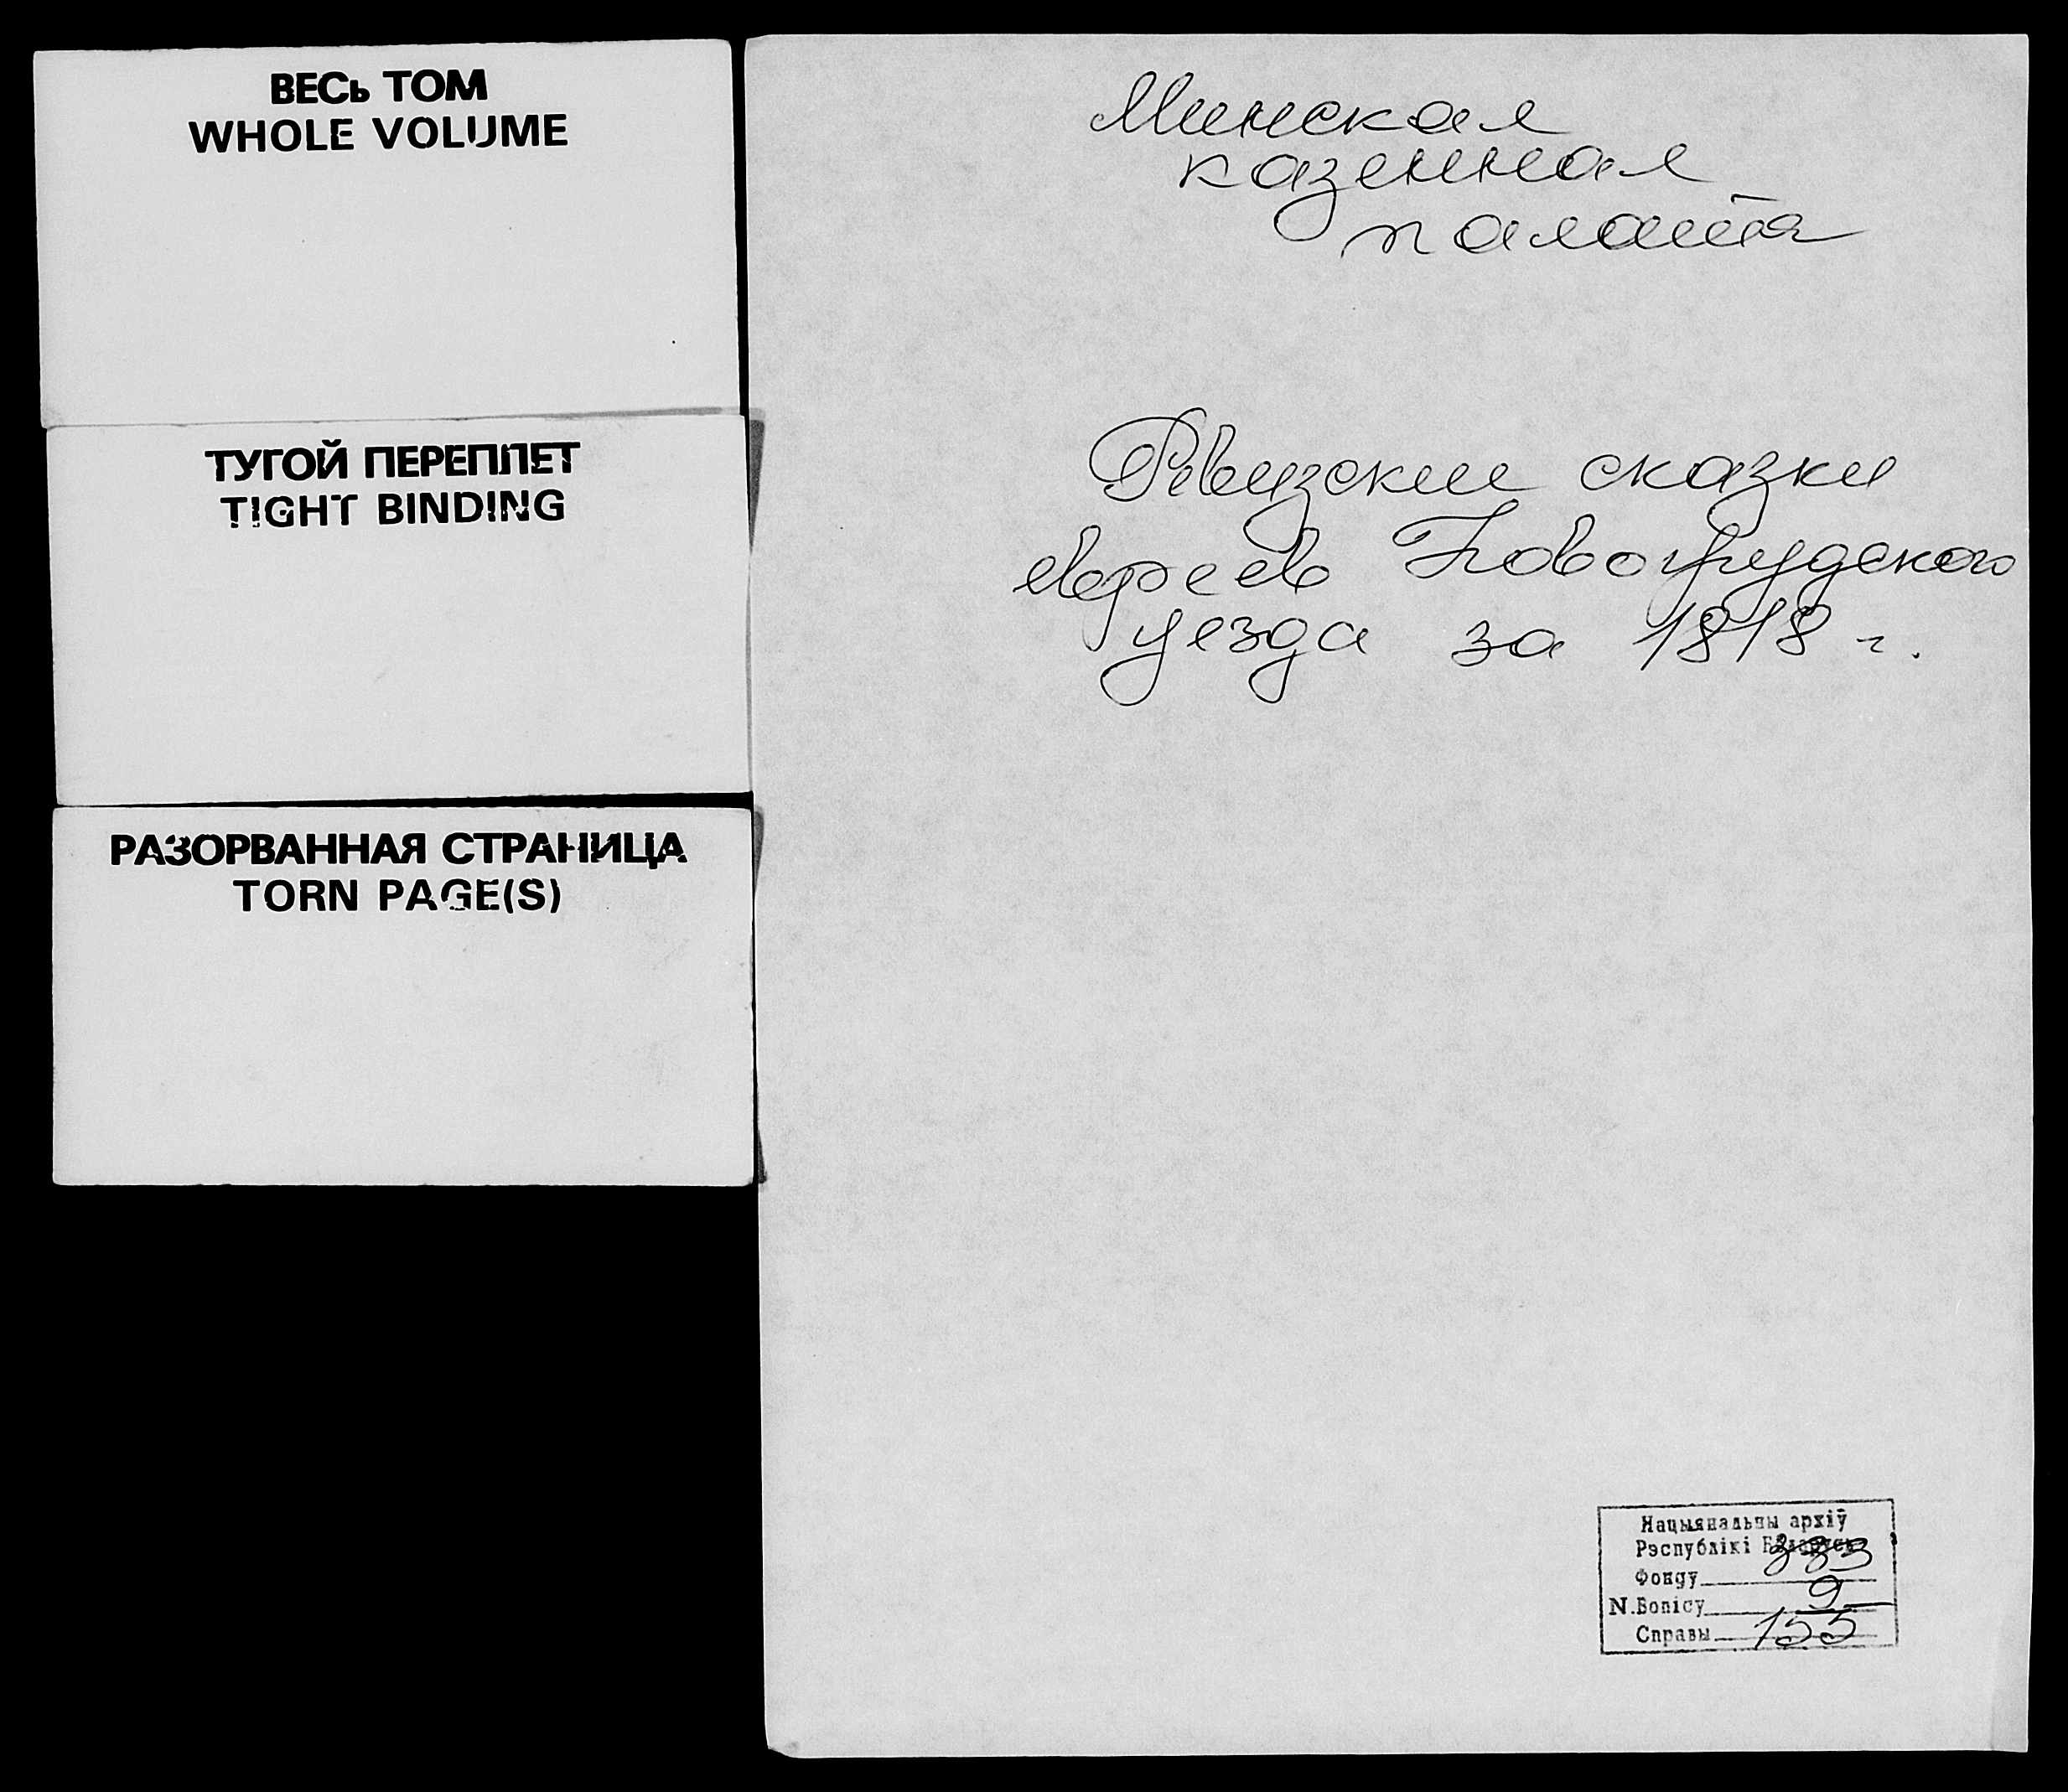 ВЕСЬ ТОМ
WHOLE VOLUME
ТУГОЙ ПЕРЕПЛЕТ
TIGHT BINDING
РАЗОРВАННАЯ СТРАНИЦА
TORN PAGE(S)
Минская
казенная
палата
Ревизские сказки
евреев Новогрудского
уезда за 1818 г.
Нацыянальны архіў
Рэспублікі Беларусь
Фонду 333
N. Вопісу 9
Справы 155